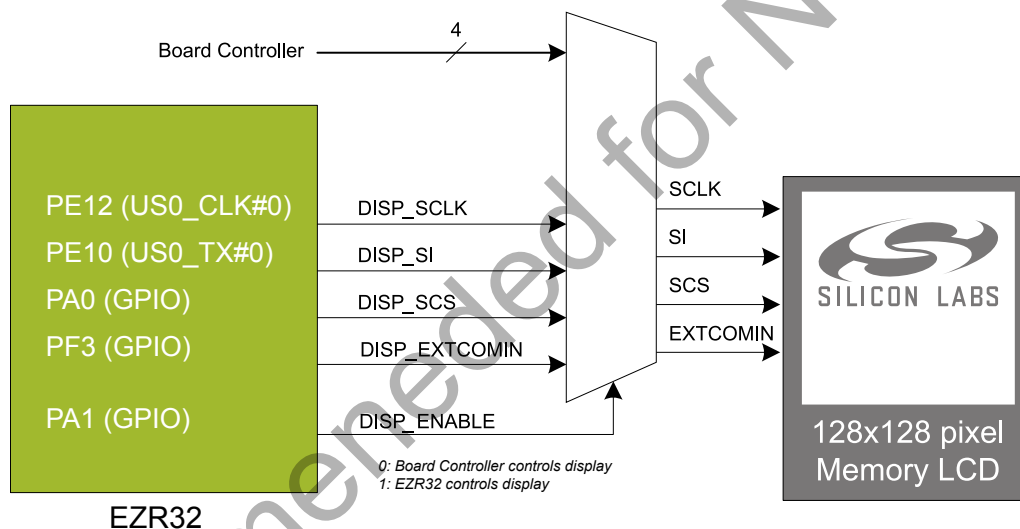 Board Controller
4
PE12 (US0_CLK#0)
PE10 (US0_TX#0)
PA0 (GPIO)
PF3 (GPIO)
PA1 (GPIO)
EZR32
DISP_SCLK
DISP_SI
DISP_SCS
DISP_EXTCOMIN
DISP_ENABLE
0: Board Controller controls display
1: EZR32 controls display
SCLK
SI
SCS
EXTCOMIN
SILICON LABS
128x128 pixel
Memory LCD
mmeneded for N